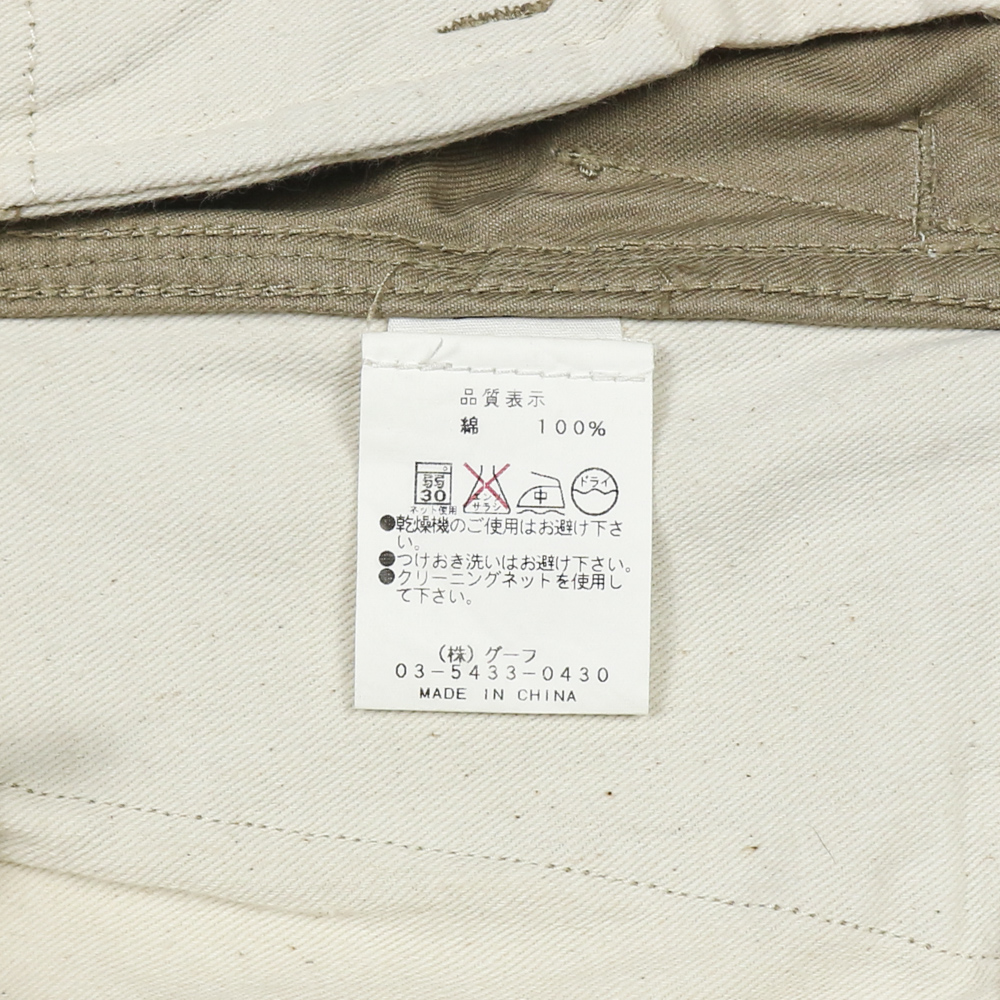 品質表示
綿 100%
弱 30 エンソ サラシ 中 ドライ
ネット使用
●乾燥機のご使用はお避け下さ
い。
●つけおき洗いはお避け下さい。
●クリーニングネットを使用し
て下さい。
(株)グーフ
03-5433-0430
MADE IN CHINA